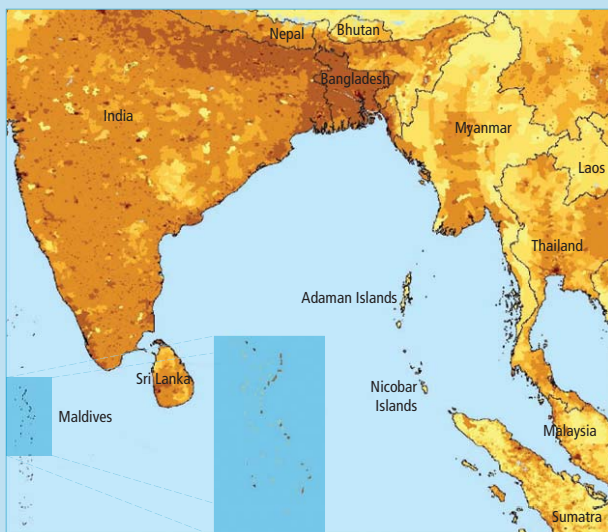 Nepal
Bhutan
Bangladesh
India
Myanmar
Laos
Thailand
Adaman Islands
Sri Lanka
Nicobar
Islands
Maldives
Malaysia
Sumatra